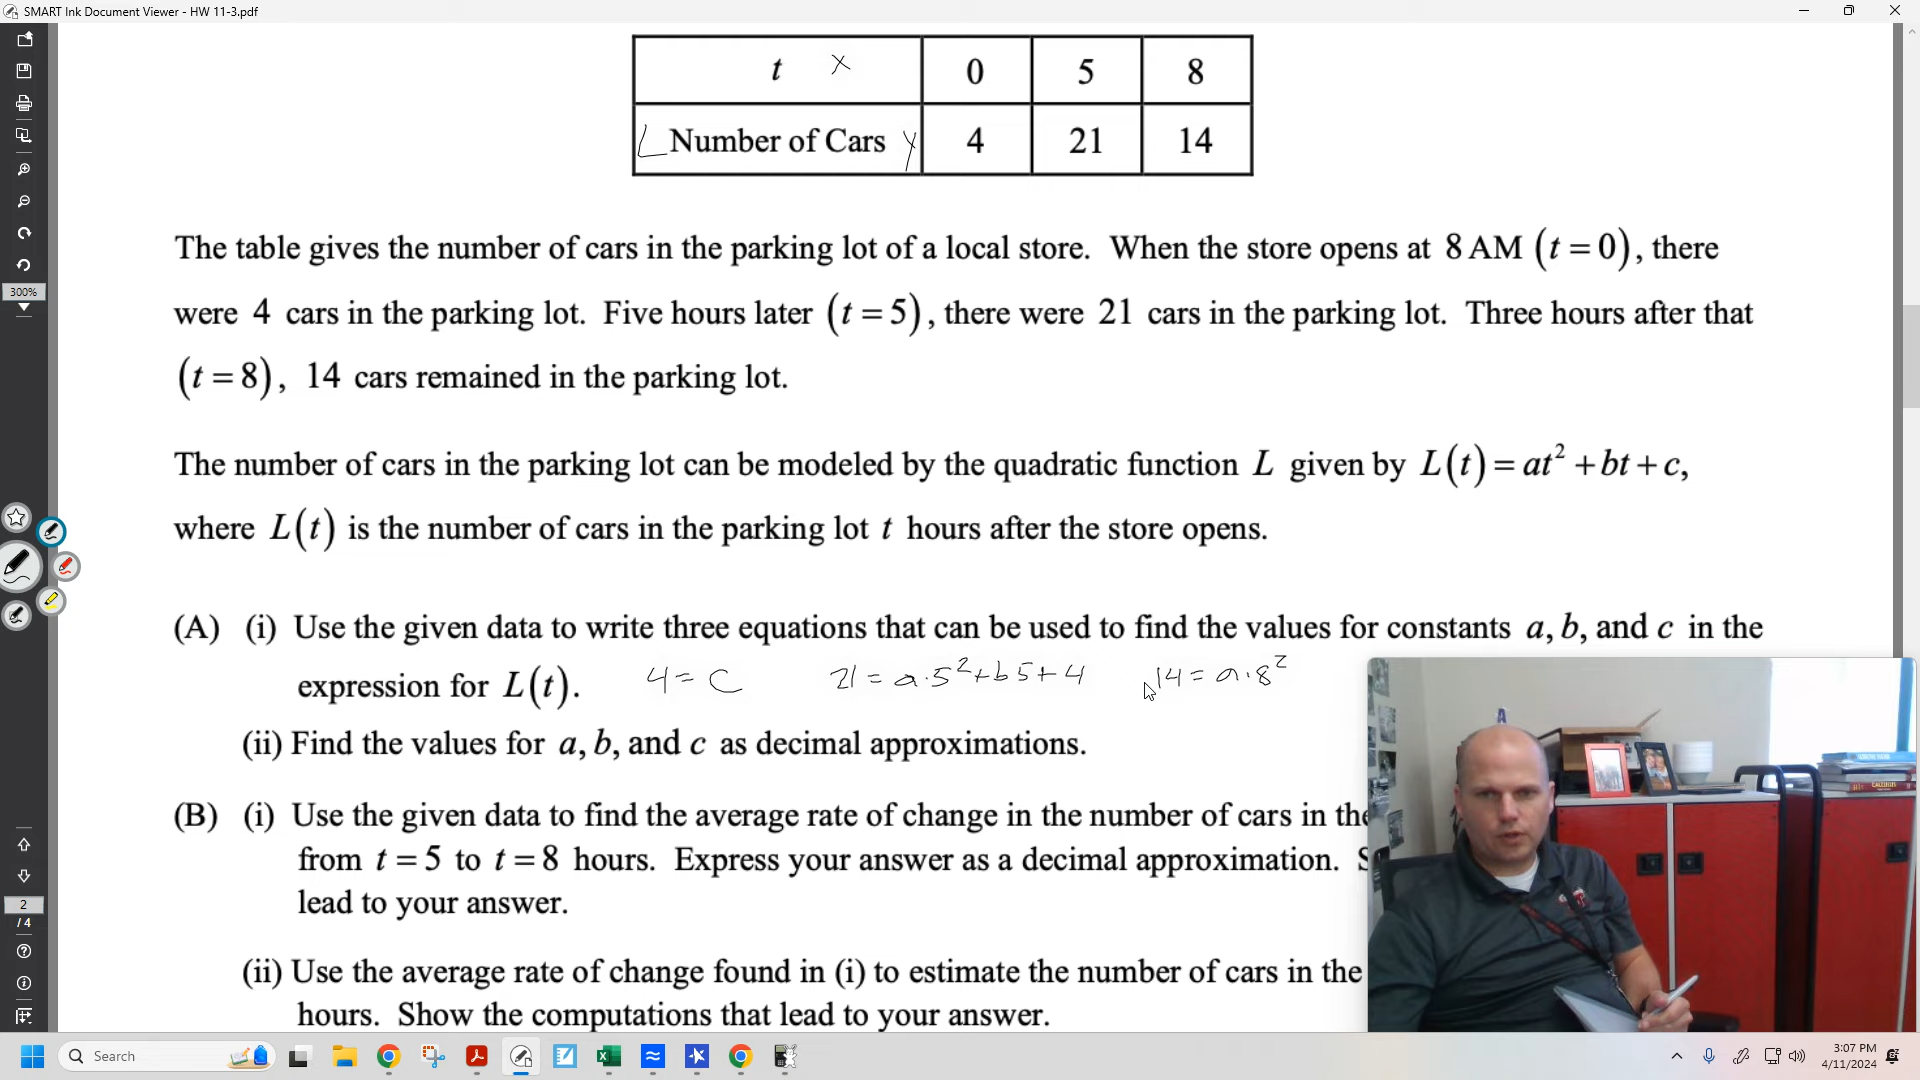 SMART Ink Document Viewer - HW 11-3.pdf
t x 0 5 8
L Number of Cars y 4 21 14
The table gives the number of cars in the parking lot of a local store. When the store opens at 8 AM (t = 0), there
were 4 cars in the parking lot. Five hours later (t = 5), there were 21 cars in the parking lot. Three hours after that
(t = 8), 14 cars remained in the parking lot.
The number of cars in the parking lot can be modeled by the quadratic function L given by L(t) = at² + bt + c,
where L(t) is the number of cars in the parking lot t hours after the store opens.
(A) (i) Use the given data to write three equations that can be used to find the values for constants a, b, and c in the
expression for L(t). 4 = C 21 = a·5²+b5+4 14 = a·8²
(ii) Find the values for a, b, and c as decimal approximations.
(B) (i) Use the given data to find the average rate of change in the number of cars in the
from t = 5 to t = 8 hours. Express your answer as a decimal approximation. S
lead to your answer.
(ii) Use the average rate of change found in (i) to estimate the number of cars in the
hours. Show the computations that lead to your answer.
300%
2
/ 4
CALCULUS
Search
3:07 PM
4/11/2024